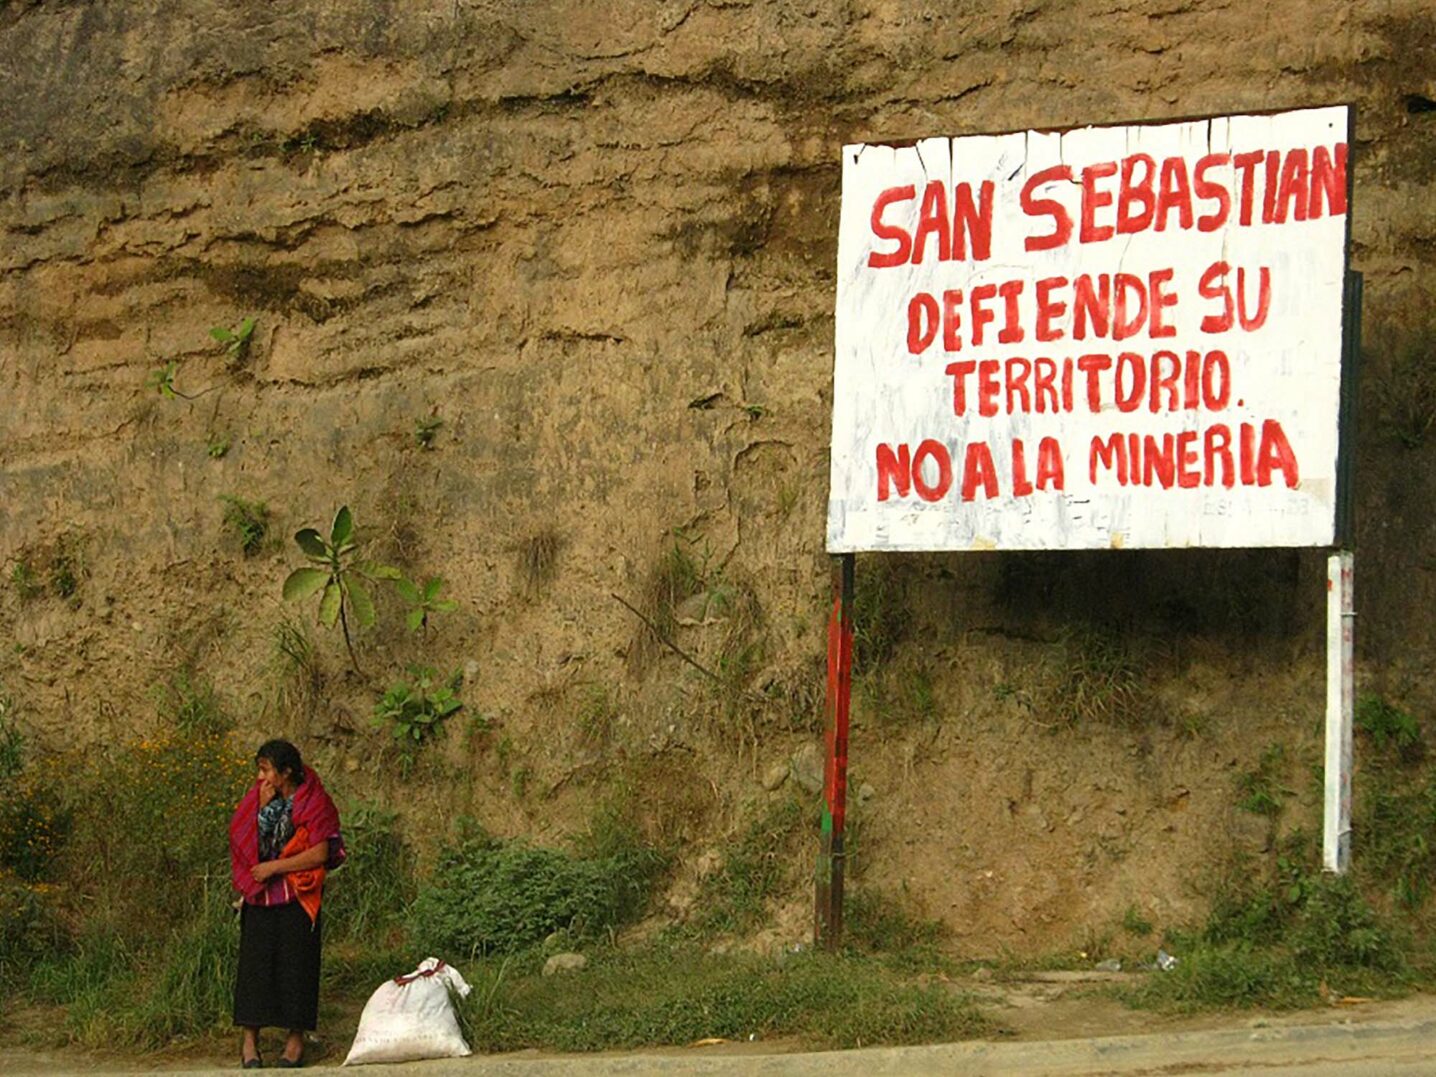 SAN SEBASTIAN
DEFIENDE SU
TERRITORIO.
NO A LA MINERIA